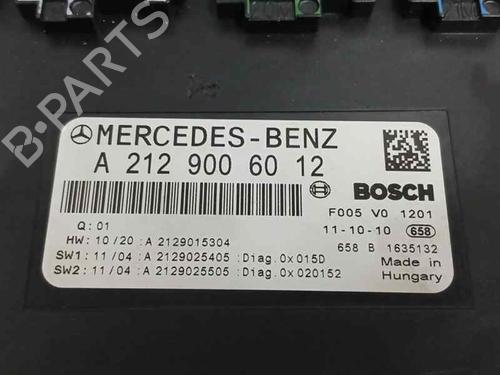 B-PARTS
MERCEDES-BENZ
A 212 900 60 12
BOSCH
Q: 01
F005 V0 1201
11-10-10 658
HW: 10/20 :A 2129015304
658 B 1635132
SW1: 11/04 :A 2129025405 :Diag.0x015D
Made in
SW2: 11/04 :A 2129025505 :Diag.0x020152
Hungary